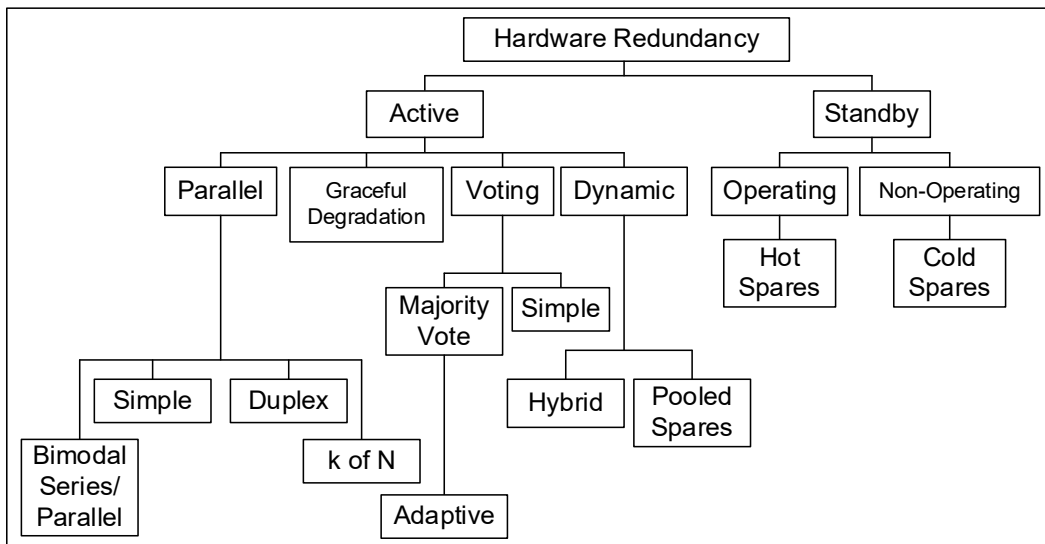 Hardware Redundancy
Active
Standby
Parallel
Graceful
Degradation
Voting
Dynamic
Operating
Non-Operating
Hot
Spares
Cold
Spares
Majority
Vote
Simple
Simple
Duplex
Hybrid
Pooled
Spares
Bimodal
Series/
Parallel
k of N
Adaptive